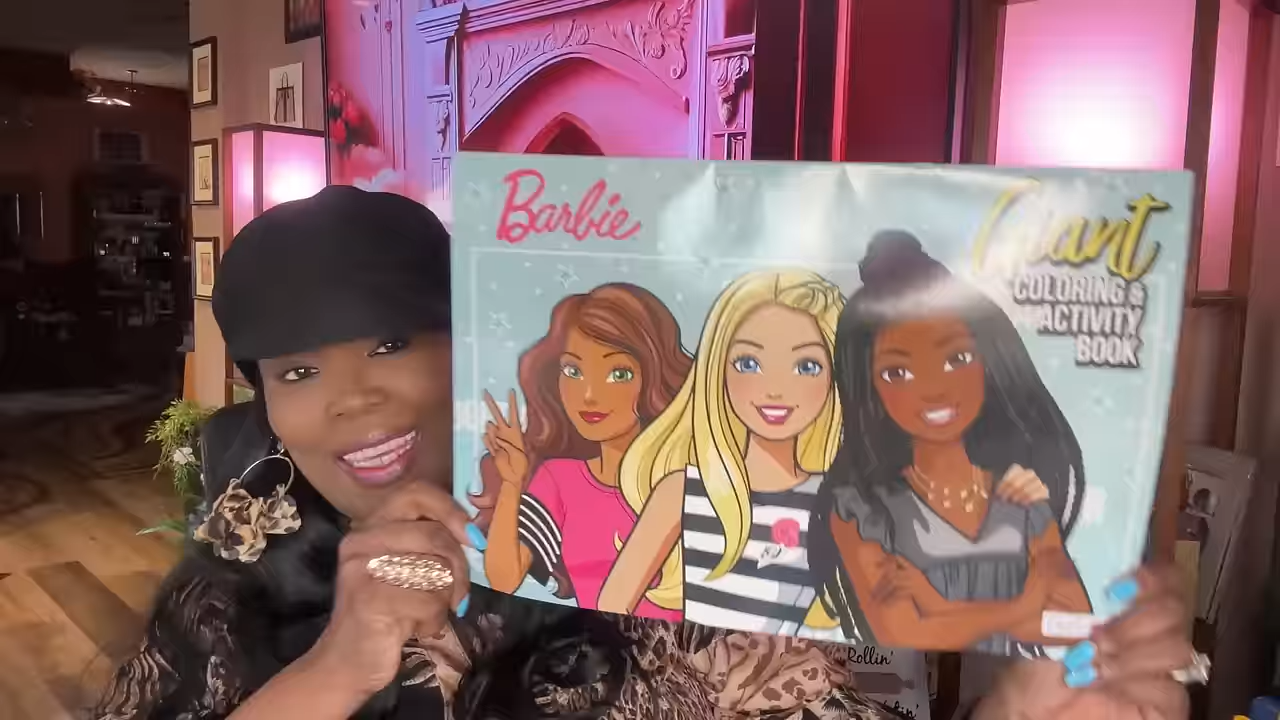 Barbie
Giant
COLORING &
ACTIVITY
BOOK
Rollin'